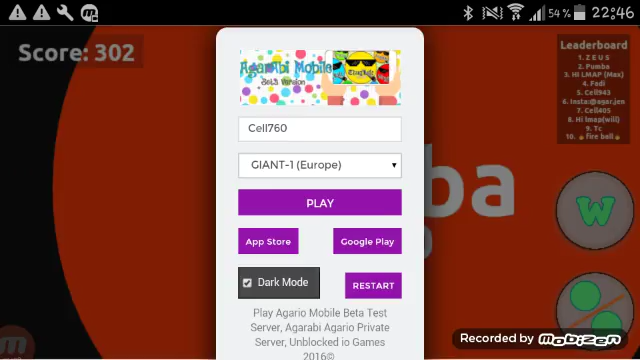 54 % 22:46
Score: 302
AgarAbi Mobile
Beta Version
Cell760
GIANT-1 (Europe)
PLAY
App Store
Google Play
Dark Mode
RESTART
Play Agario Mobile Beta Test
Server, Agarabi Agario Private
Server, Unblocked io Games
2016©
Leaderboard
1. Z E U S
2. Pumba
3. Hi LMAP (Max)
4. Fedi
5. Cell943
6. Insta:@agar.jen
7. Cell405
8. Hi lmap(will)
9. Tc
10. fire ball
ba
W
Recorded by MOBIZEN